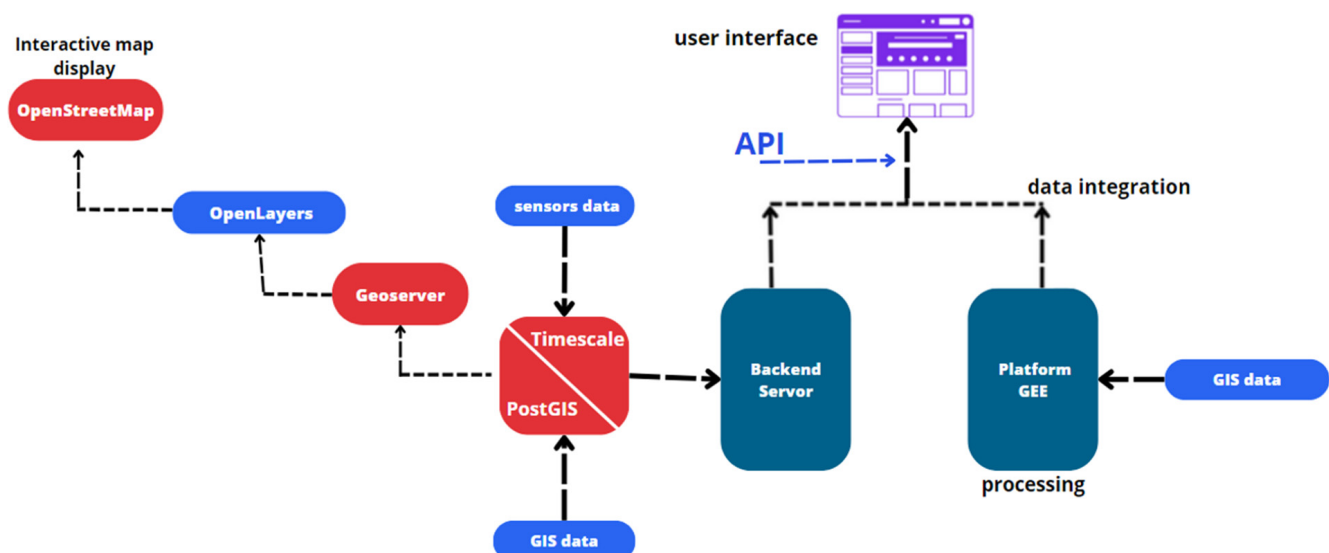 Interactive map
display
OpenStreetMap
OpenLayers
Geoserver
sensors data
Timescale
PostGIS
GIS data
user interface
API
data integration
Backend
Servor
Platform
GEE
processing
GIS data